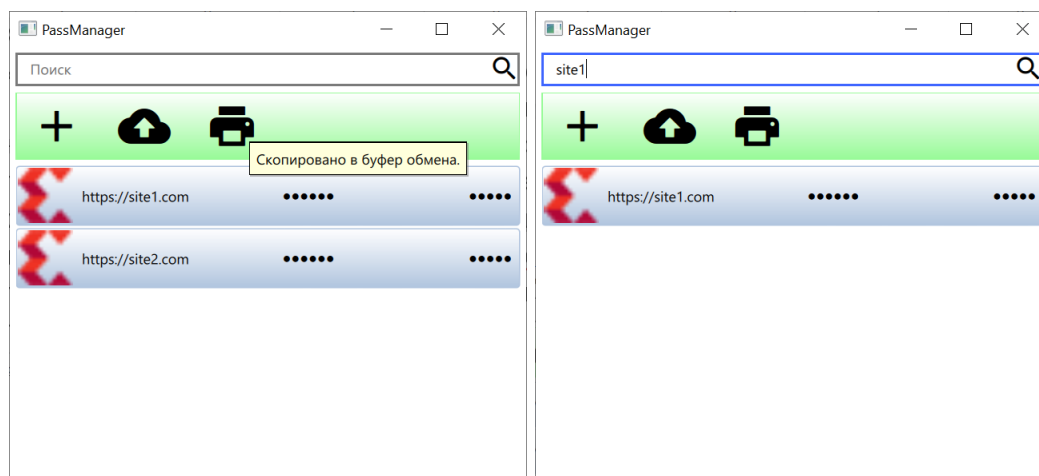 PassManager
Поиск
Скопировано в буфер обмена.
https://site1.com •••••• •••••
https://site2.com •••••• •••••
PassManager
site1
https://site1.com •••••• •••••